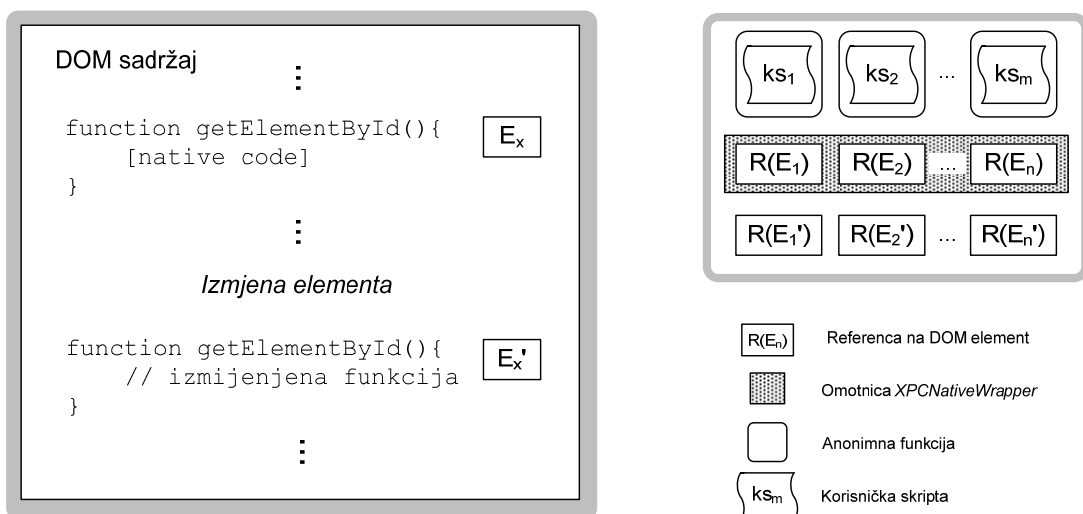 DOM sadržaj
⋮
function getElementById(){
[native code]
}
Eₓ
⋮
Izmjena elementa
function getElementById(){
// izmijenjena funkcija
}
Eₓ'
⋮
ks₁ ks₂ ... ksₘ
R(E₁) R(E₂) ... R(Eₙ)
R(E₁') R(E₂') ... R(Eₙ')
R(Eₙ) Referenca na DOM element
Omotnica XPCNativeWrapper
Anonimna funkcija
ksₘ Korisnička skripta